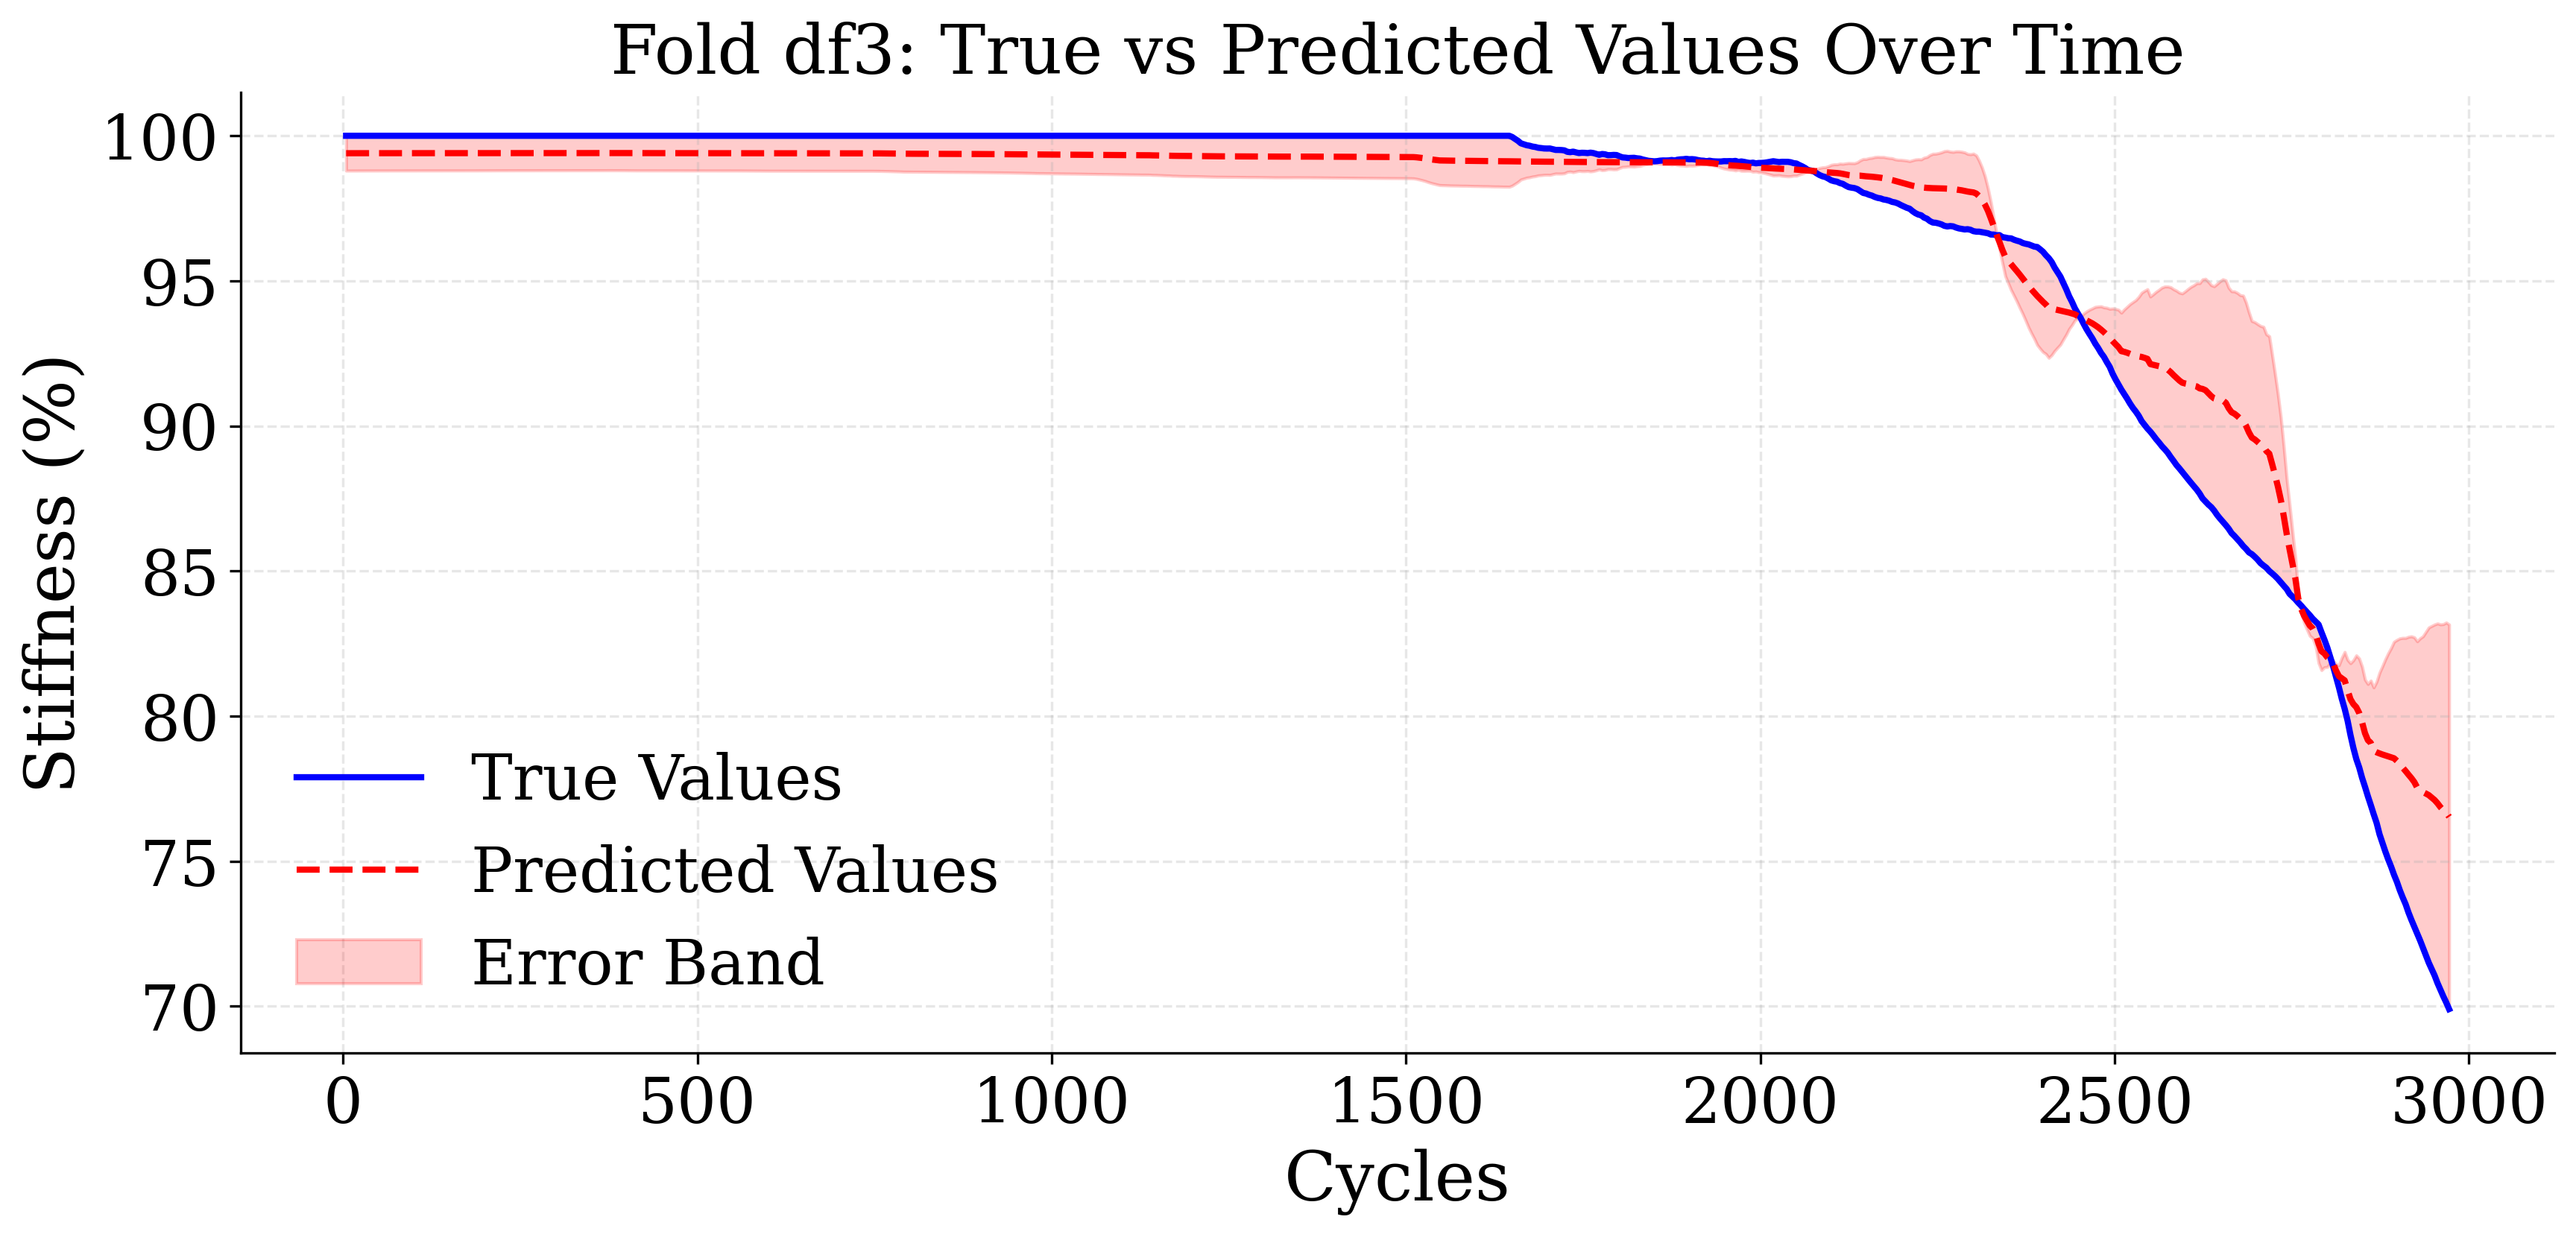 Fold df3: True vs Predicted Values Over Time
Stiffness (%)
100
95
90
85
80
75
70
True Values
Predicted Values
Error Band
0 500 1000 1500 2000 2500 3000
Cycles